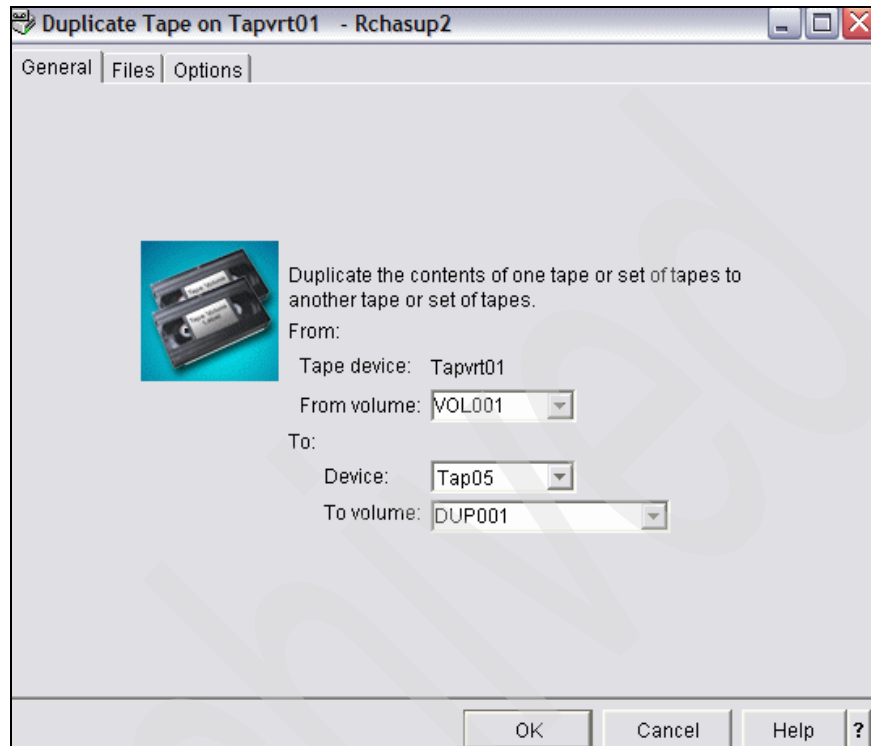 Duplicate Tape on Tapvrt01 - Rchasup2
General Files Options
Duplicate the contents of one tape or set of tapes to
another tape or set of tapes.
From:
Tape device: Tapvrt01
From volume: VOL001
To:
Device: Tap05
To volume: DUP001
OK Cancel Help ?